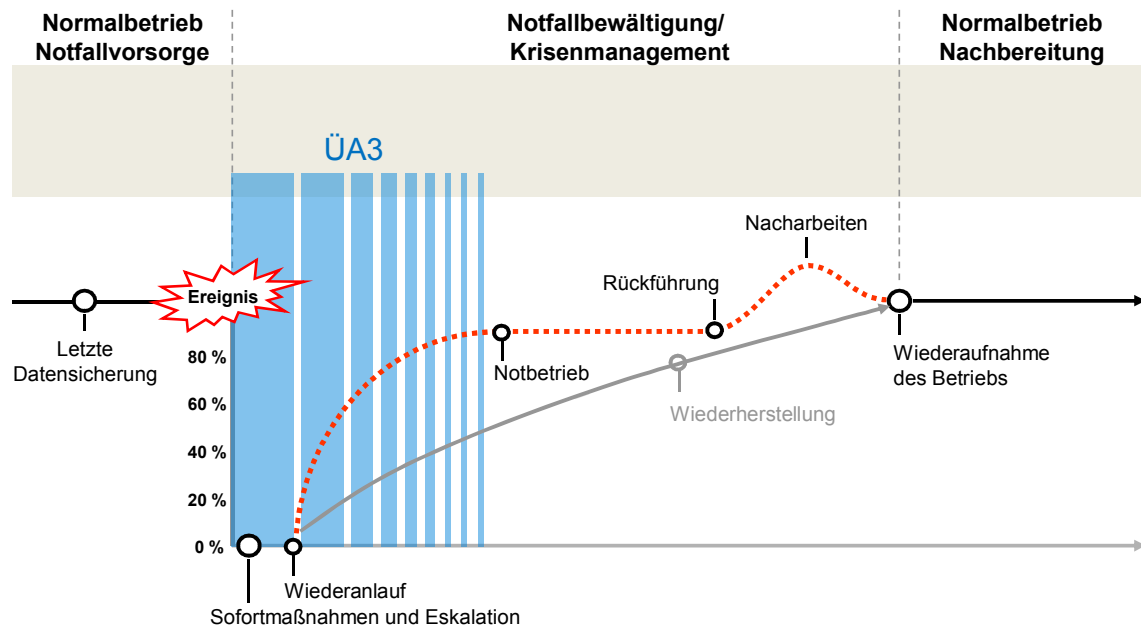 Normalbetrieb
Notfallvorsorge
Notfallbewältigung/
Krisenmanagement
Normalbetrieb
Nachbereitung
ÜA3
Nacharbeiten
Rückführung
Ereignis
Letzte
Datensicherung
80 %
Notbetrieb
Wiederaufnahme
des Betriebs
60 %
Wiederherstellung
40 %
20 %
0 %
Wiederanlauf
Sofortmaßnahmen und Eskalation